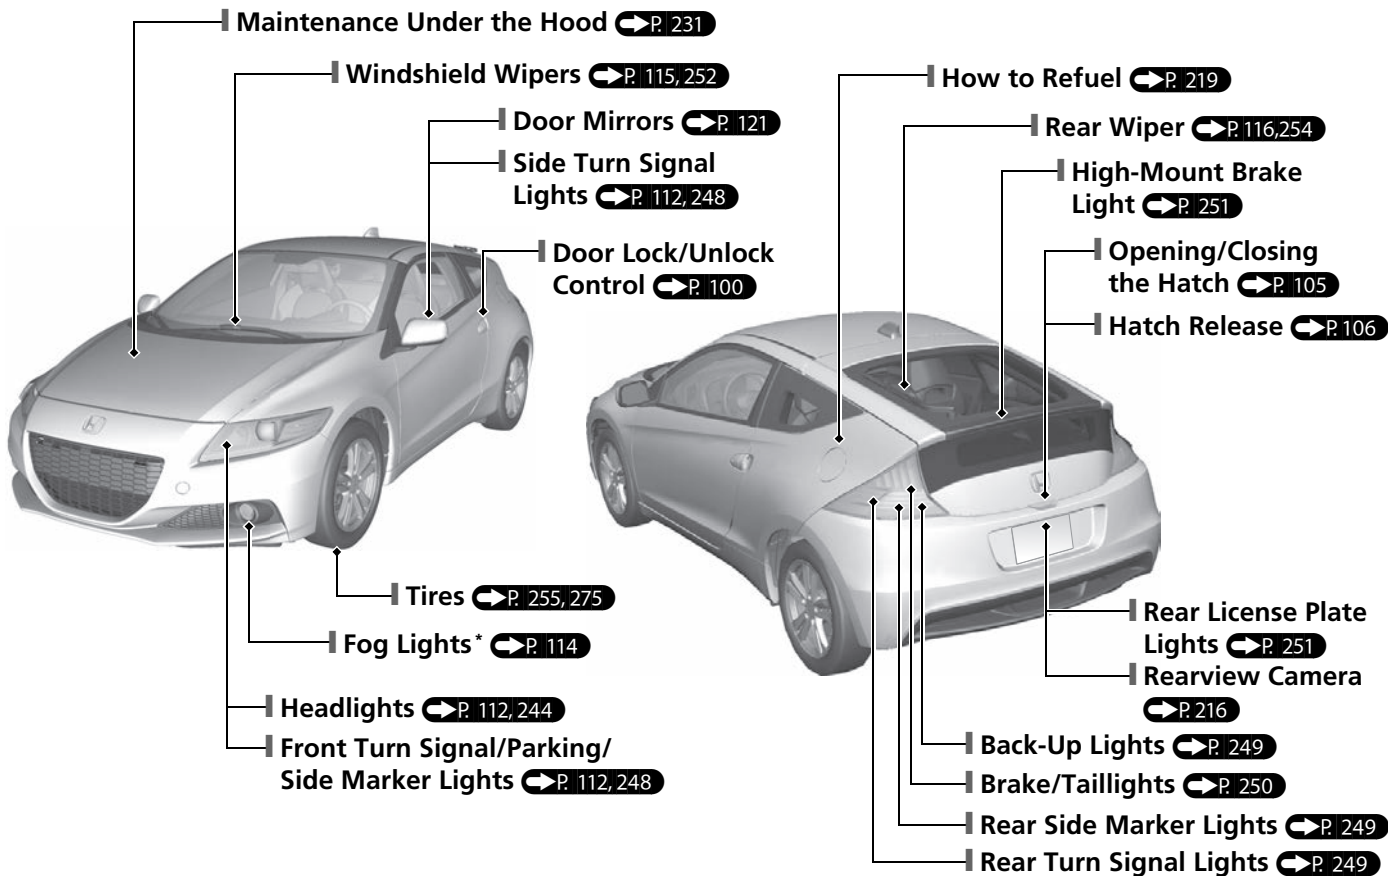 Maintenance Under the Hood P. 231
Windshield Wipers P. 115, 252
Door Mirrors P. 121
Side Turn Signal
Lights P. 112, 248
Door Lock/Unlock
Control P. 100
Tires P. 255, 275
Fog Lights* P. 114
Headlights P. 112, 244
Front Turn Signal/Parking/
Side Marker Lights P. 112, 248
How to Refuel P. 219
Rear Wiper P.116,254
High-Mount Brake
Light P. 251
Opening/Closing
the Hatch P. 105
Hatch Release P. 106
Rear License Plate
Lights P. 251
Rearview Camera
P. 216
Back-Up Lights P. 249
Brake/Taillights P. 250
Rear Side Marker Lights P. 249
Rear Turn Signal Lights P. 249